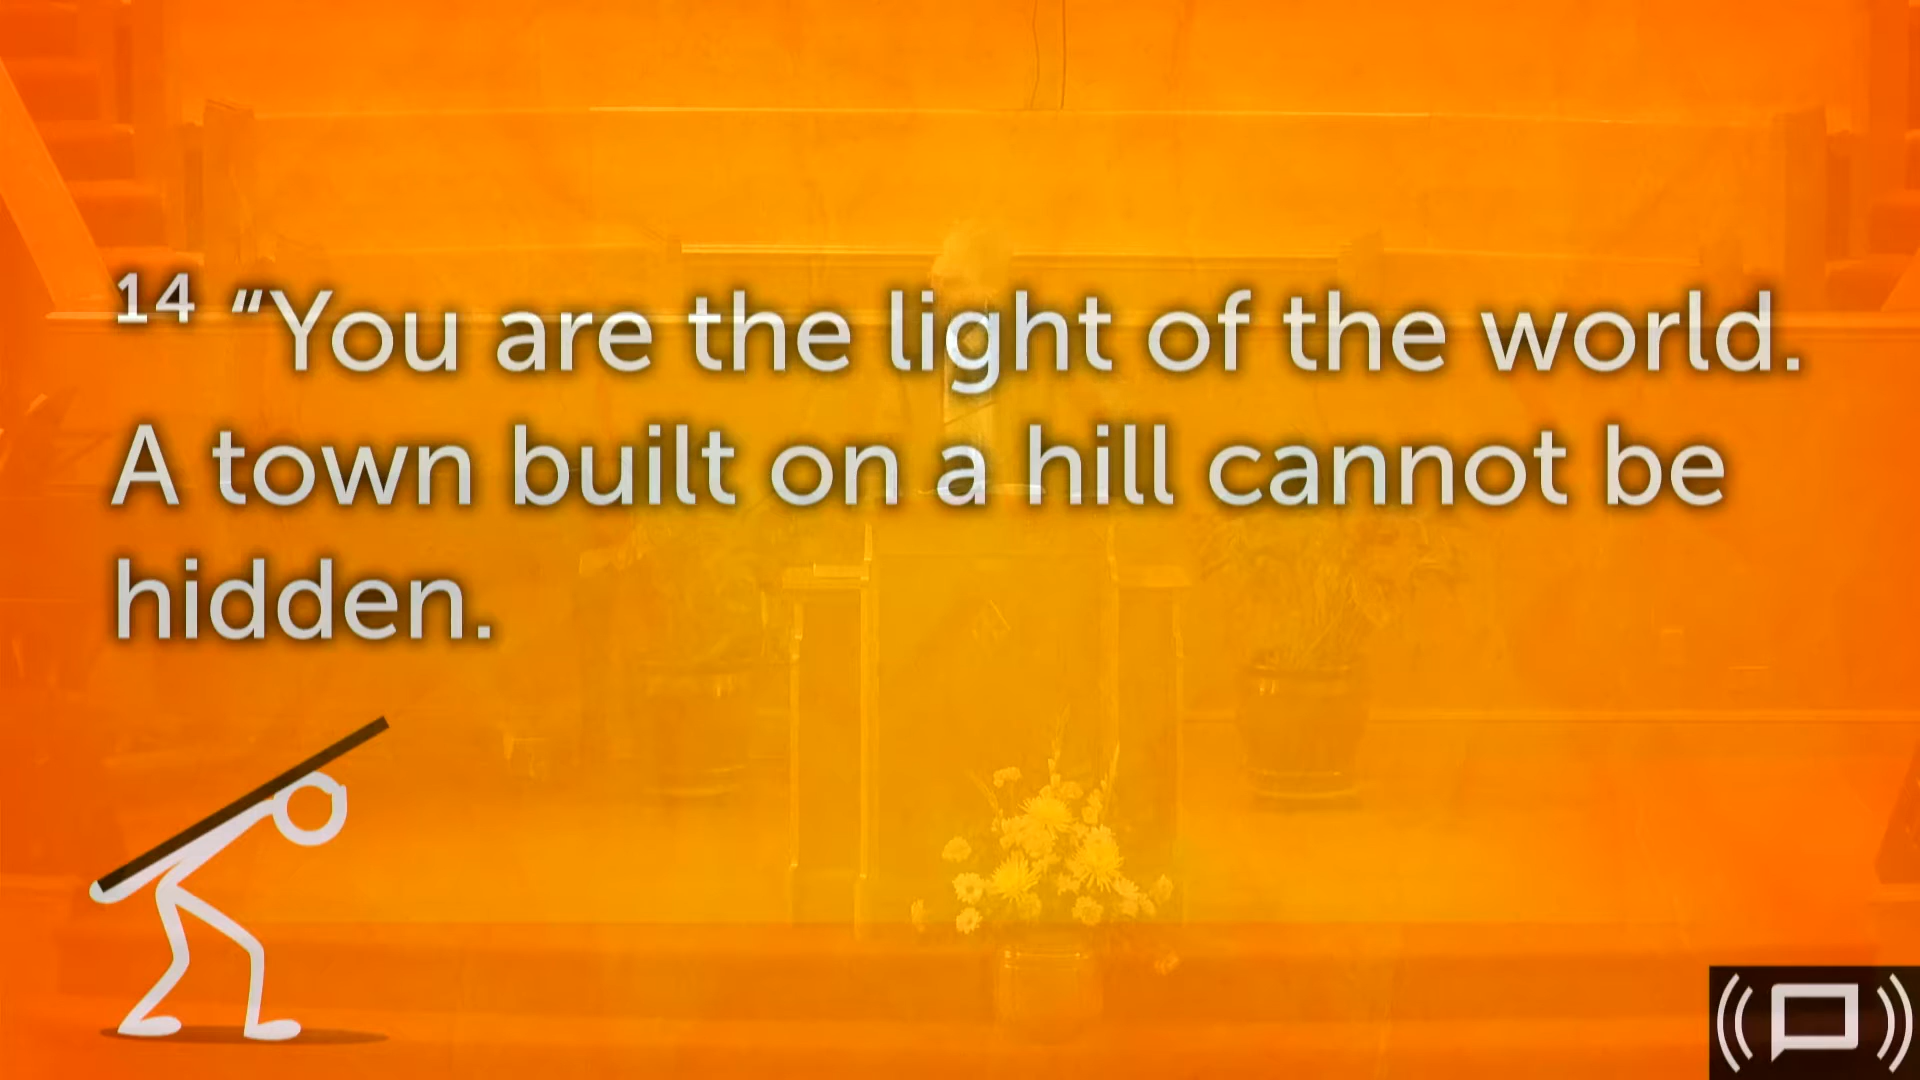 14 “You are the light of the world.
A town built on a hill cannot be
hidden.